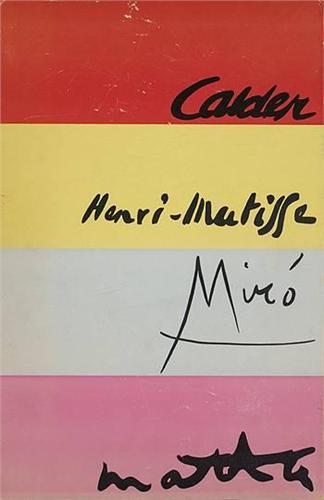 Calder
Henri-Matisse
Miró
matta